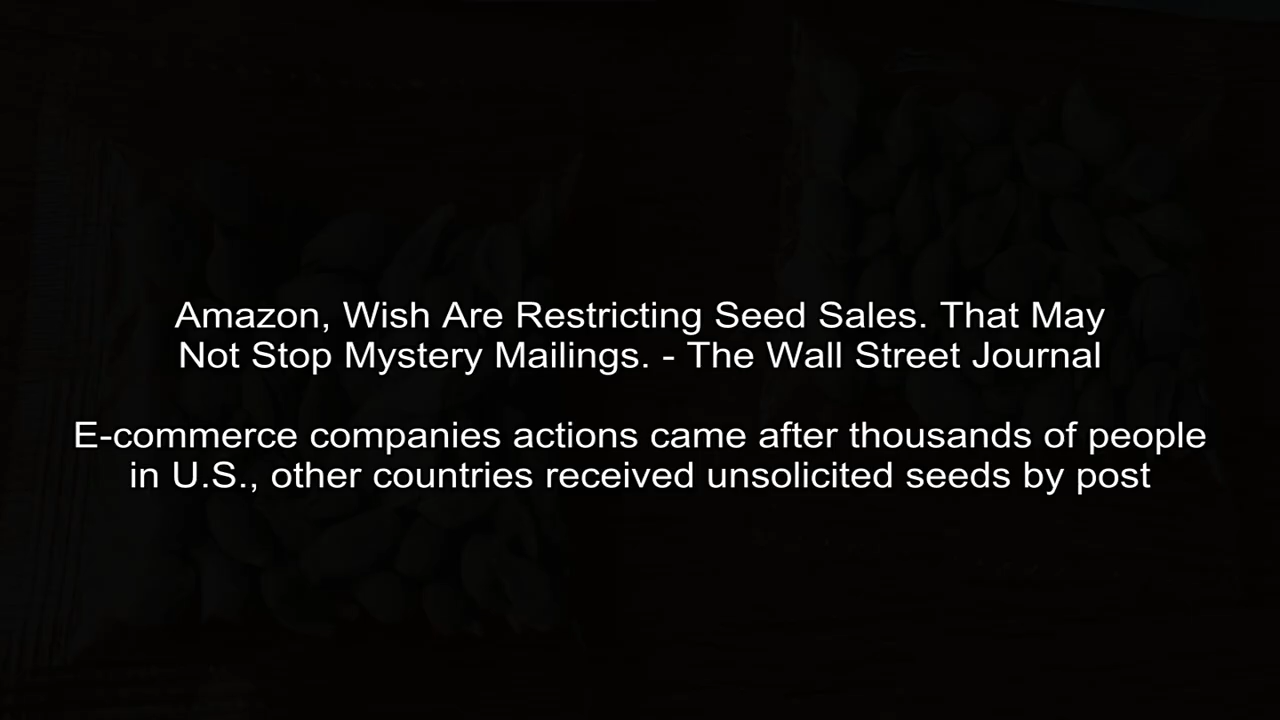 Amazon, Wish Are Restricting Seed Sales. That May
Not Stop Mystery Mailings. - The Wall Street Journal
E-commerce companies actions came after thousands of people
in U.S., other countries received unsolicited seeds by post